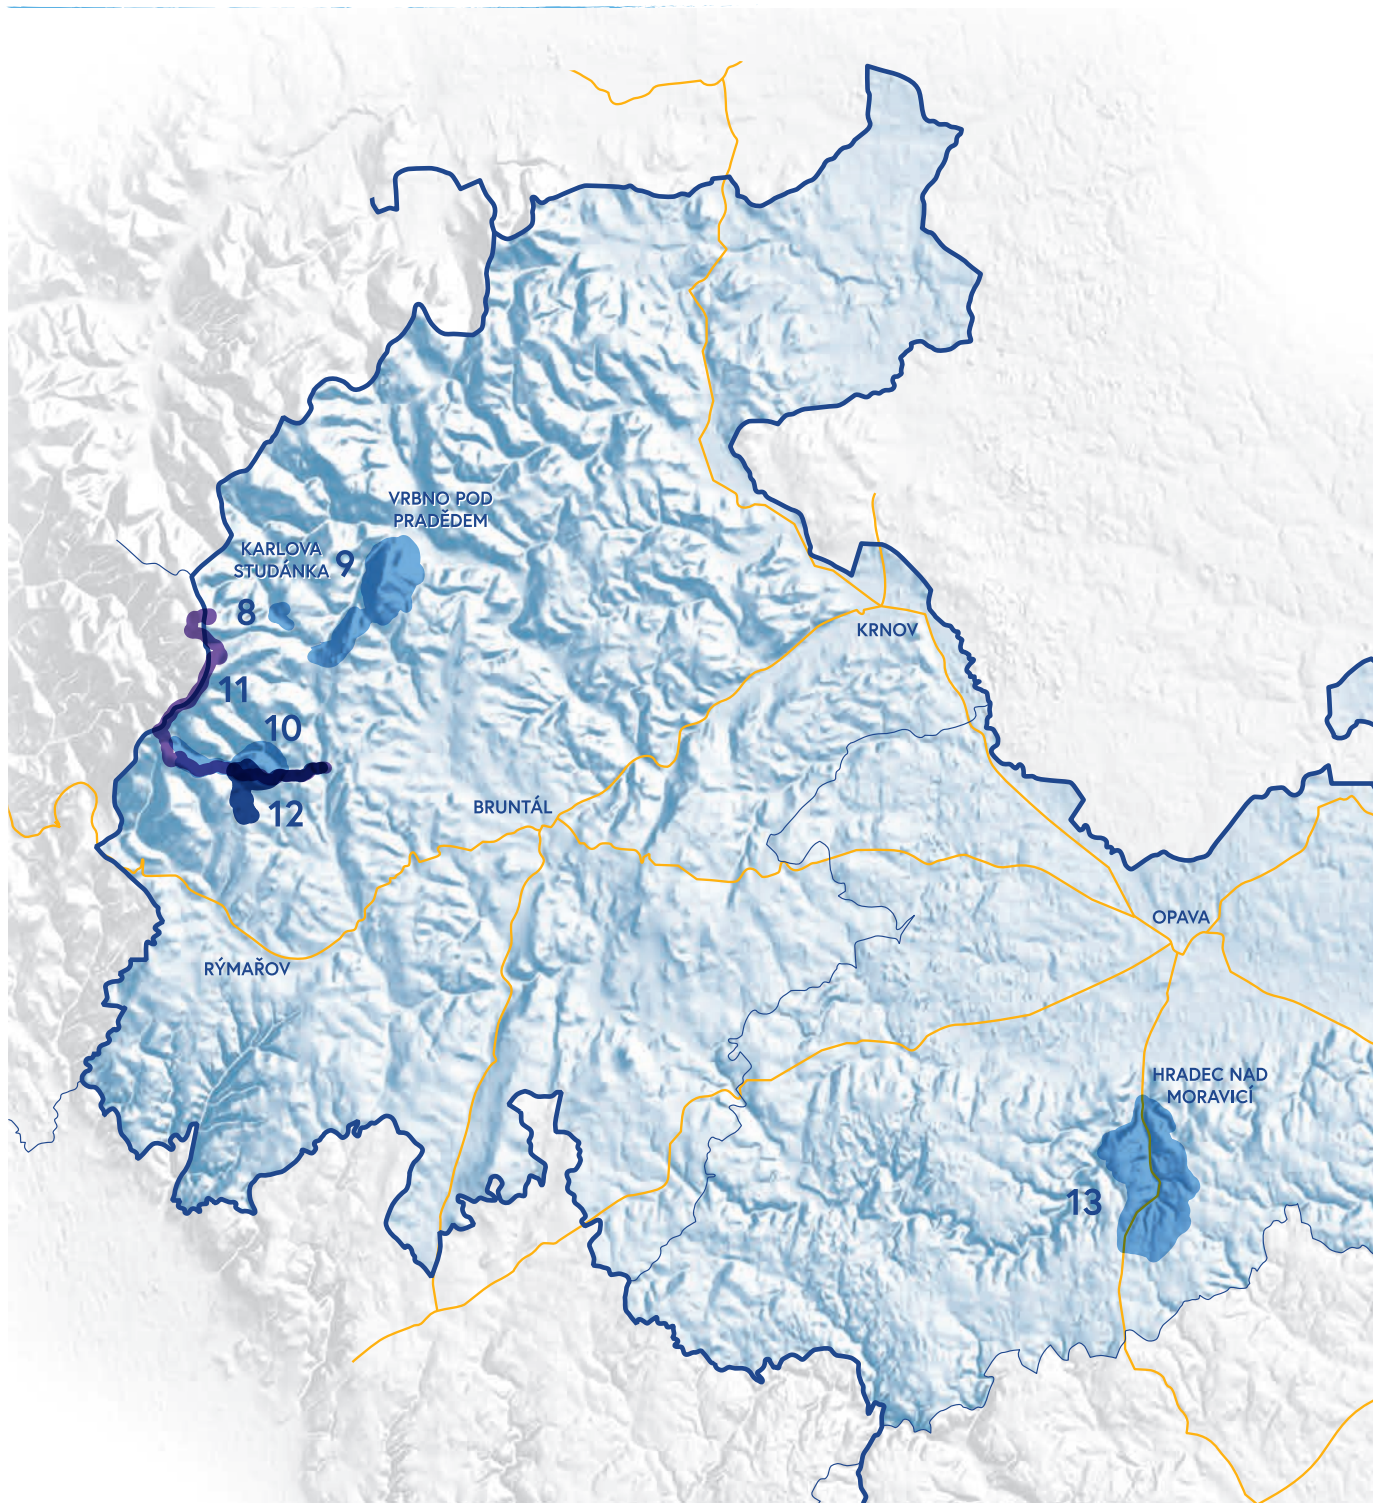 VRBNO POD
PRADĚDEM
KARLOVA
STUDÁNKA
9
8
KRNOV
11
10
BRUNTÁL
12
OPAVA
RÝMAŘOV
HRADEC NAD
MORAVICÍ
13